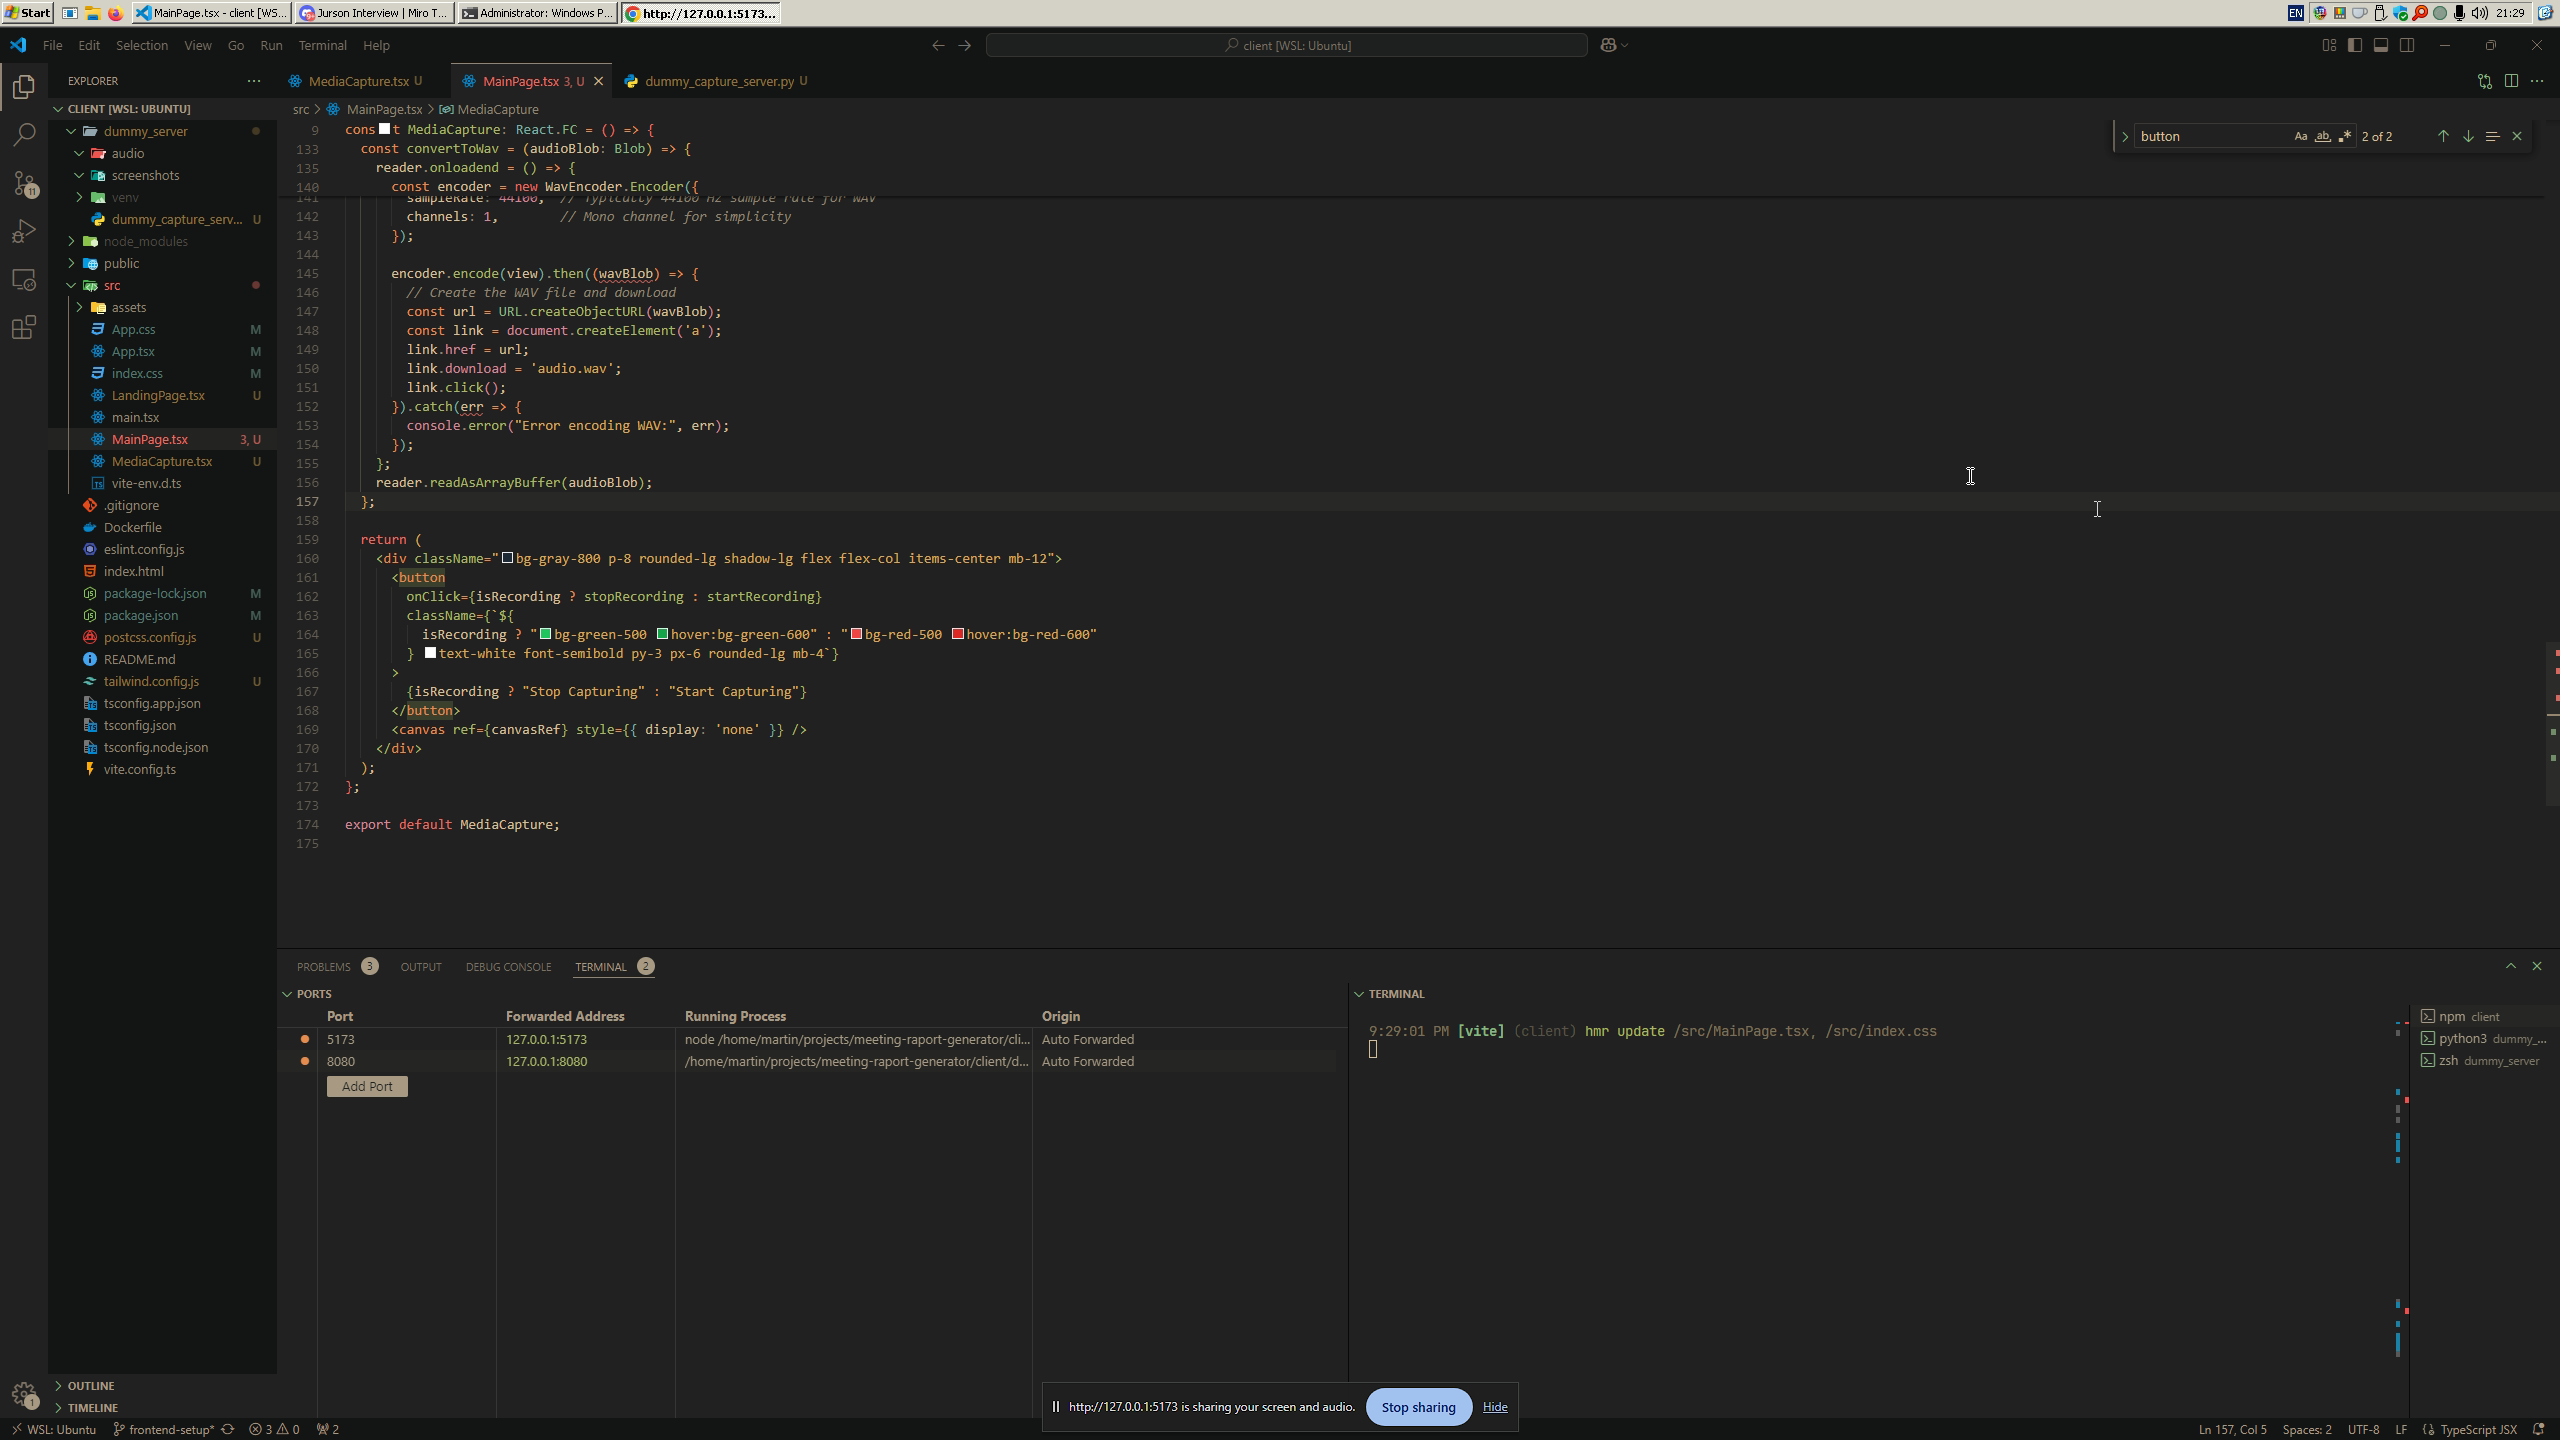 Start
MainPage.tsx - client [WS...
Jurson Interview | Miro T...
Administrator: Windows P...
http://127.0.0.1:5173...
EN
21:29
File Edit Selection View Go Run Terminal Help
client [WSL: Ubuntu]
EXPLORER
MediaCapture.tsx U
MainPage.tsx 3, U
dummy_capture_server.py U
CLIENT [WSL: UBUNTU]
dummy_server
audio
screenshots
venv
dummy_capture_serv... U
node_modules
public
src
assets
App.css M
App.tsx M
index.css M
LandingPage.tsx U
main.tsx
MainPage.tsx 3, U
MediaCapture.tsx U
vite-env.d.ts
.gitignore
Dockerfile
eslint.config.js
index.html
package-lock.json M
package.json M
postcss.config.js U
README.md
tailwind.config.js U
tsconfig.app.json
tsconfig.json
tsconfig.node.json
vite.config.ts
OUTLINE
TIMELINE
11
1
src > MainPage.tsx > MediaCapture
button Aa ab 2 of 2
9 const MediaCapture: React.FC = () => {
133 const convertToWav = (audioBlob: Blob) => {
135 reader.onloadend = () => {
140 const encoder = new WavEncoder.Encoder({
141 sampleRate: 44100, // Typically 44100 Hz sample rate for WAV
142 channels: 1, // Mono channel for simplicity
143 });
144
145 encoder.encode(view).then((wavBlob) => {
146 // Create the WAV file and download
147 const url = URL.createObjectURL(wavBlob);
148 const link = document.createElement('a');
149 link.href = url;
150 link.download = 'audio.wav';
151 link.click();
152 }).catch(err => {
153 console.error("Error encoding WAV:", err);
154 });
155 };
156 reader.readAsArrayBuffer(audioBlob);
157 };
158
159 return (
160 <div className="bg-gray-800 p-8 rounded-lg shadow-lg flex flex-col items-center mb-12">
161 <button
162 onClick={isRecording ? stopRecording : startRecording}
163 className={`${
164 isRecording ? "bg-green-500 hover:bg-green-600" : "bg-red-500 hover:bg-red-600"
165 } text-white font-semibold py-3 px-6 rounded-lg mb-4`}
166 >
167 {isRecording ? "Stop Capturing" : "Start Capturing"}
168 </button>
169 <canvas ref={canvasRef} style={{ display: 'none' }} />
170 </div>
171 );
172 };
173
174 export default MediaCapture;
175
PROBLEMS 3 OUTPUT DEBUG CONSOLE TERMINAL 2
PORTS
Port Forwarded Address Running Process Origin
5173 127.0.0.1:5173 node /home/martin/projects/meeting-raport-generator/cli... Auto Forwarded
8080 127.0.0.1:8080 /home/martin/projects/meeting-raport-generator/client/d... Auto Forwarded
Add Port
TERMINAL
9:29:01 PM [vite] (client) hmr update /src/MainPage.tsx, /src/index.css
npm client
python3 dummy_...
zsh dummy_server
http://127.0.0.1:5173 is sharing your screen and audio. Stop sharing Hide
WSL: Ubuntu frontend-setup* 3 0 2
Ln 157, Col 5 Spaces: 2 UTF-8 LF TypeScript JSX